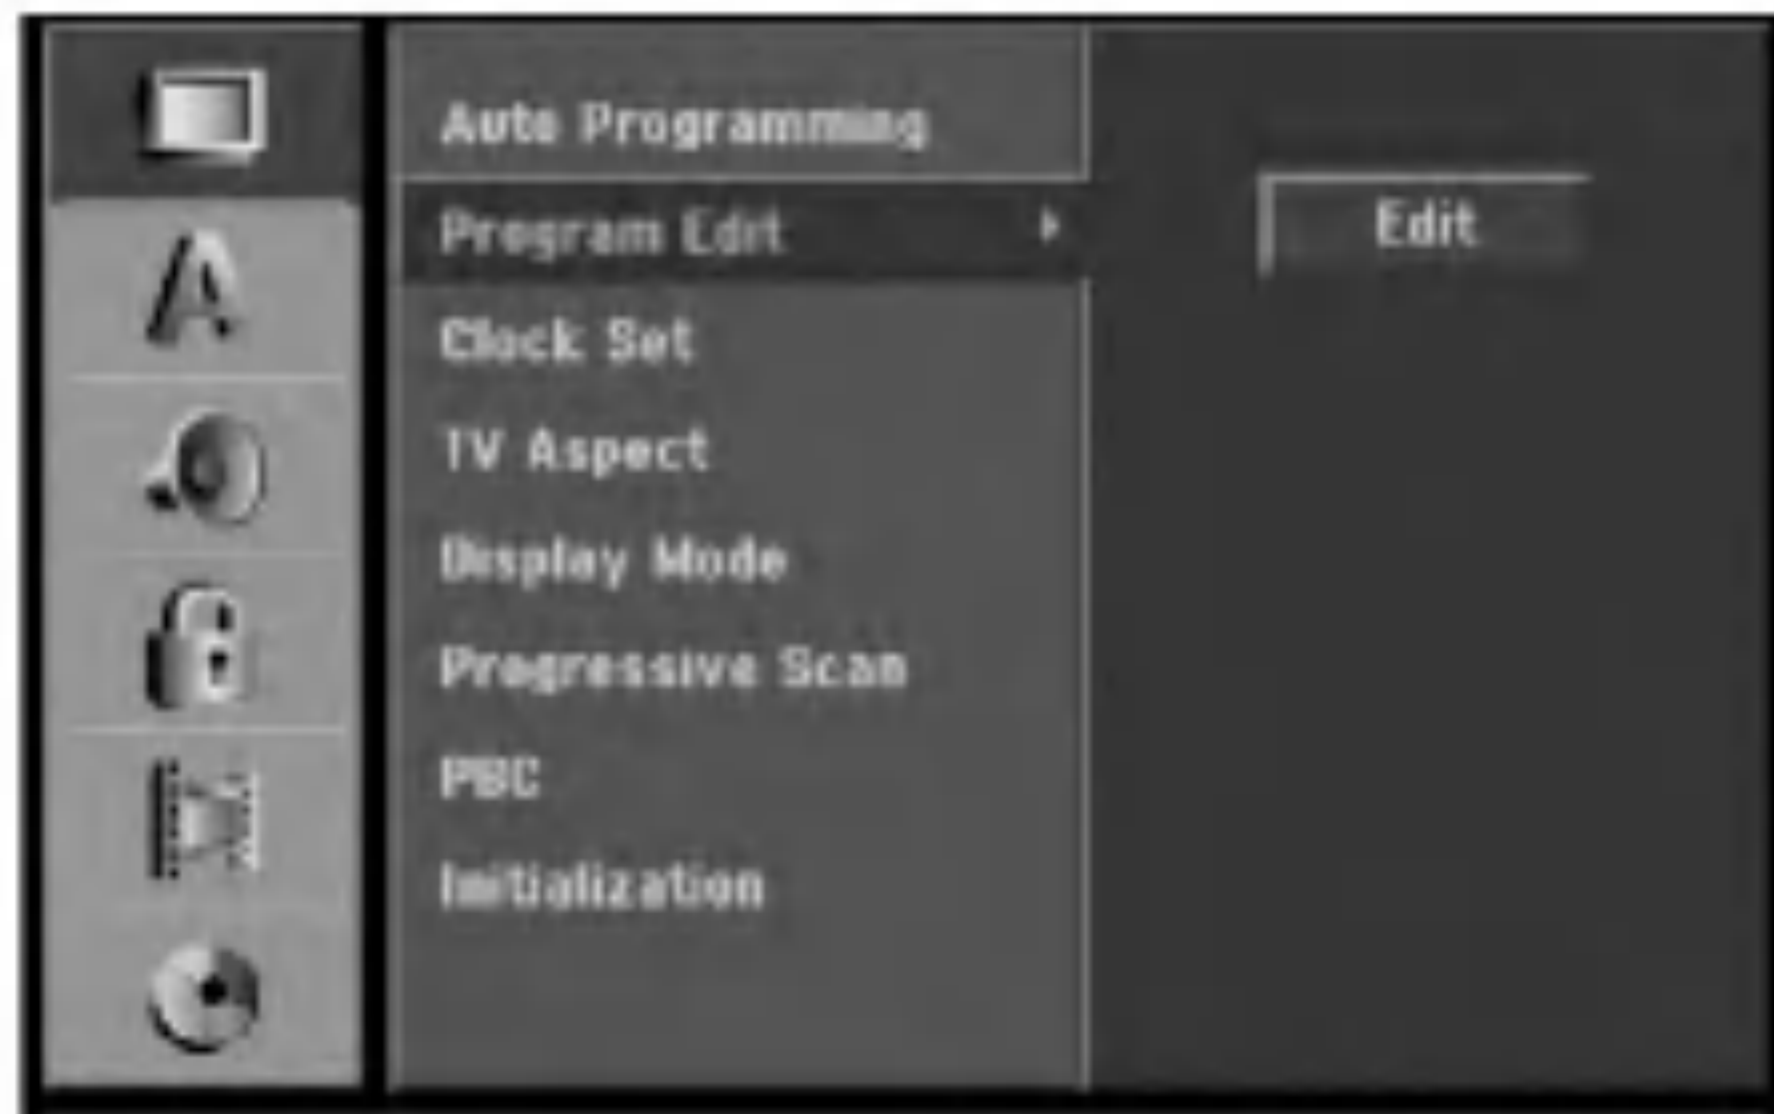 Auto Programming
Program Edit
Edit
Clock Set
TV Aspect
Display Mode
Progressive Scan
PBC
Initialization